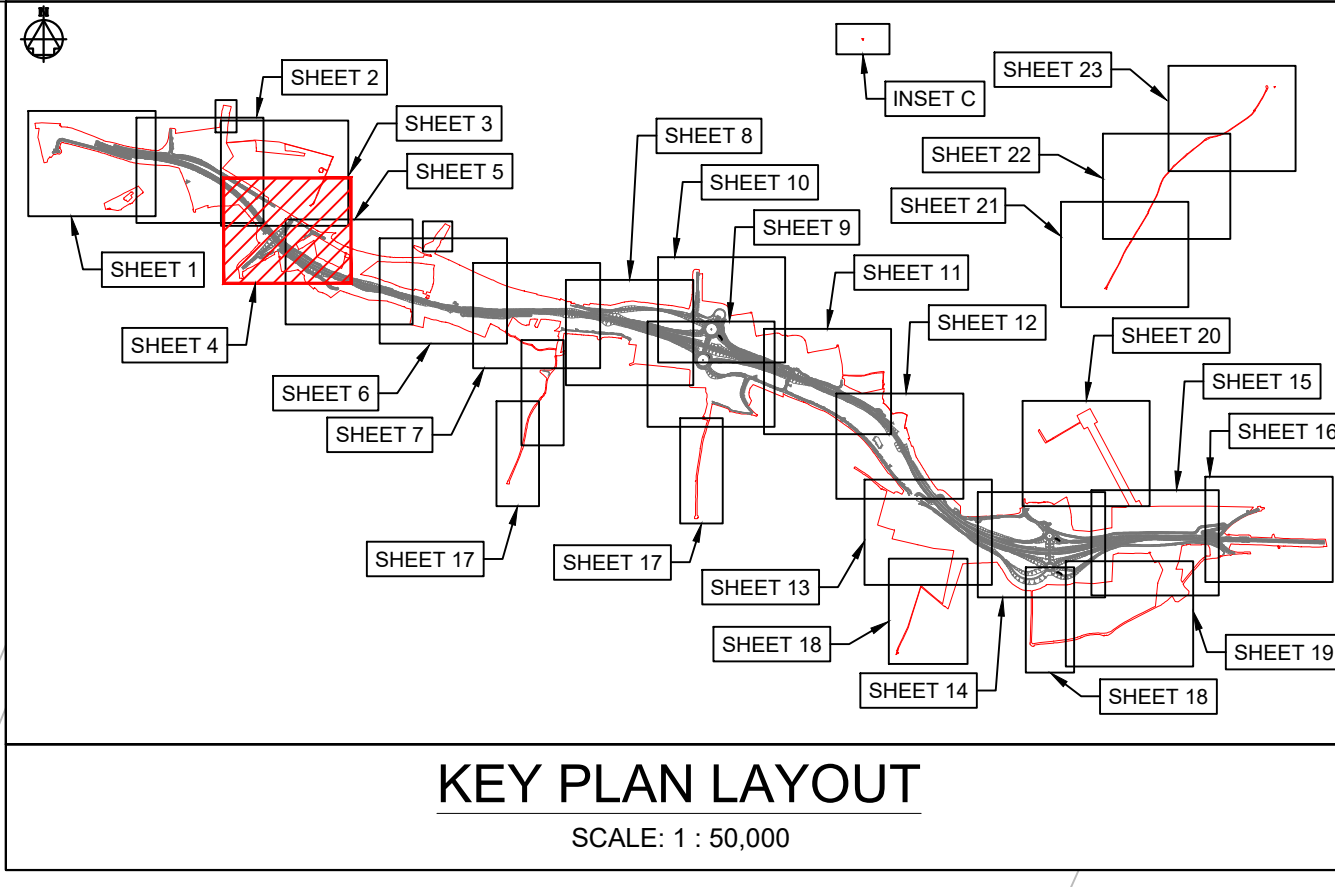 N
SHEET 2
SHEET 3
SHEET 5
SHEET 8
SHEET 10
SHEET 9
SHEET 11
SHEET 12
INSET C
SHEET 23
SHEET 22
SHEET 21
SHEET 1
SHEET 4
SHEET 6
SHEET 7
SHEET 17
SHEET 17
SHEET 20
SHEET 15
SHEET 16
SHEET 13
SHEET 18
SHEET 14
SHEET 18
SHEET 19
KEY PLAN LAYOUT
SCALE: 1 : 50,000